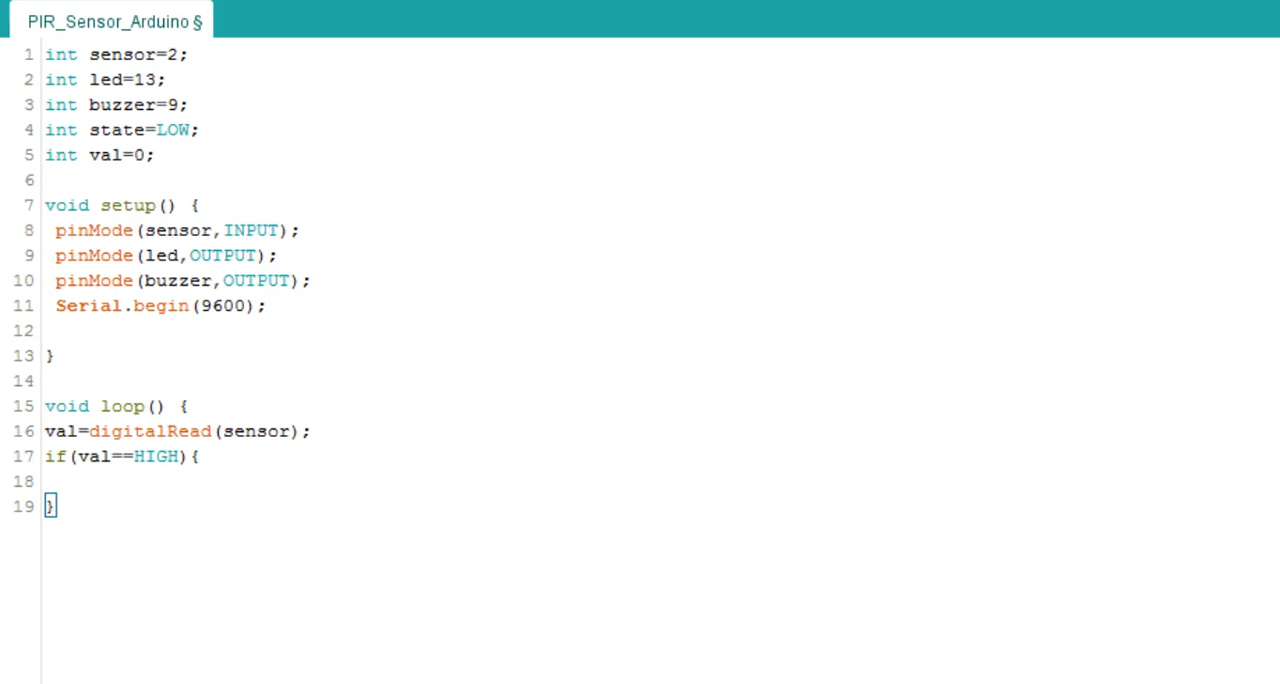 PIR_Sensor_Arduino §
1 int sensor=2;
2 int led=13;
3 int buzzer=9;
4 int state=LOW;
5 int val=0;
6
7 void setup() {
8  pinMode(sensor,INPUT);
9  pinMode(led,OUTPUT);
10  pinMode(buzzer,OUTPUT);
11  Serial.begin(9600);
12
13 }
14
15 void loop() {
16 val=digitalRead(sensor);
17 if(val==HIGH){
18
19 }